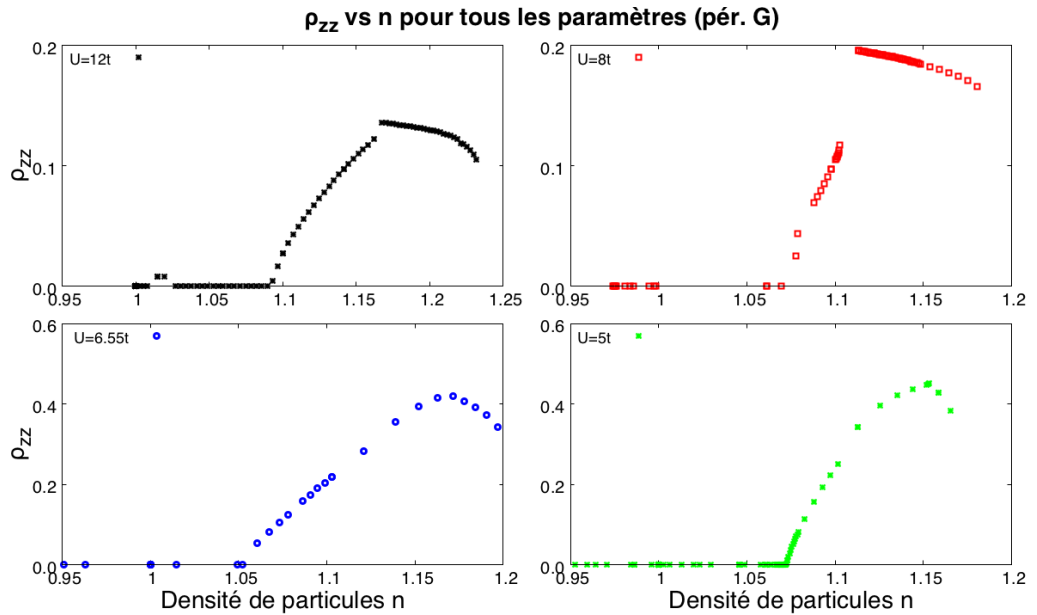 ρzz vs n pour tous les paramètres (pér. G)
0.2
U=12t
0.1
0.0
ρzz
0.95 1 1.05 1.1 1.15 1.2 1.25
0.2
U=8t
0.1
0.0
0.95 1 1.05 1.1 1.15 1.2
0.6
U=6.55t
0.4
0.2
0.0
ρzz
0.95 1 1.05 1.1 1.15 1.2
Densité de particules n
0.6
U=5t
0.4
0.2
0.0
0.95 1 1.05 1.1 1.15 1.2
Densité de particules n